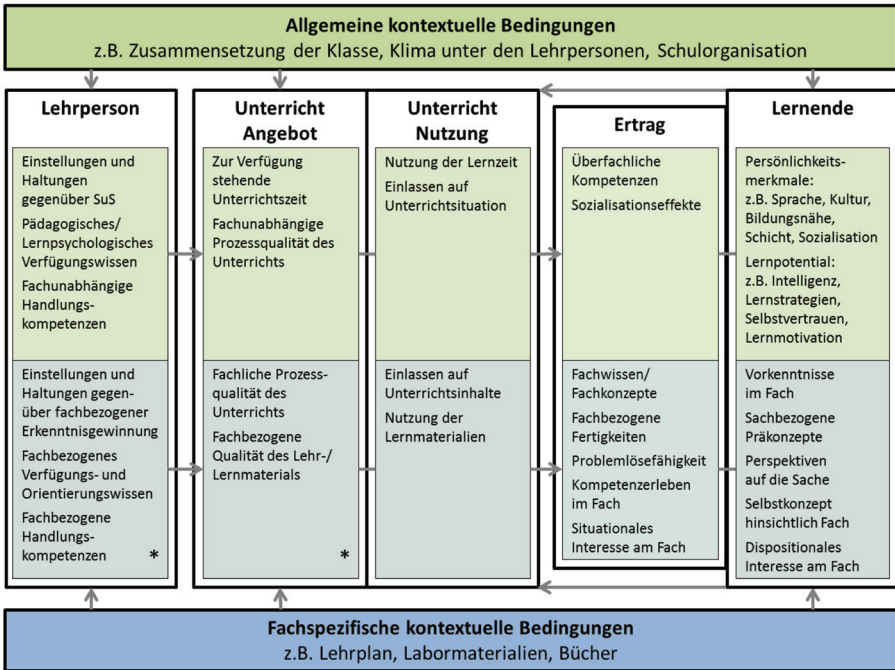 Allgemeine kontextuelle Bedingungen
z.B. Zusammensetzung der Klasse, Klima unter den Lehrpersonen, Schulorganisation
Lehrperson
Einstellungen und
Haltungen
gegenüber SuS
Pädagogisches/
Lernpsychologisches
Verfügungswissen
Fachunabhängige
Handlungs-
kompetenzen
Einstellungen und
Haltungen gegen-
über fachbezogener
Erkenntnisgewinnung
Fachbezogenes
Verfügungs- und
Orientierungswissen
Fachbezogene
Handlungs-
kompetenzen *
Unterricht
Angebot
Zur Verfügung
stehende
Unterrichtszeit
Fachunabhängige
Prozessqualität des
Unterrichts
Fachliche Prozess-
qualität des
Unterrichts
Fachbezogene
Qualität des Lehr-/
Lernmaterials
*
Unterricht
Nutzung
Nutzung der Lernzeit
Einlassen auf
Unterrichtsituation
Einlassen auf
Unterrichtsinhalte
Nutzung der
Lernmaterialien
Ertrag
Überfachliche
Kompetenzen
Sozialisationseffekte
Fachwissen/
Fachkonzepte
Fachbezogene
Fertigkeiten
Problemlösefähigkeit
Kompetenzerleben
im Fach
Situationales
Interesse am Fach
Lernende
Persönlichkeits-
merkmale:
z.B. Sprache, Kultur,
Bildungsnähe,
Schicht, Sozialisation
Lernpotential:
z.B. Intelligenz,
Lernstrategien,
Selbstvertrauen,
Lernmotivation
Vorkenntnisse
im Fach
Sachbezogene
Präkonzepte
Perspektiven
auf die Sache
Selbstkonzept
hinsichtlich Fach
Dispositionales
Interesse am Fach
Fachspezifische kontextuelle Bedingungen
z.B. Lehrplan, Labormaterialien, Bücher